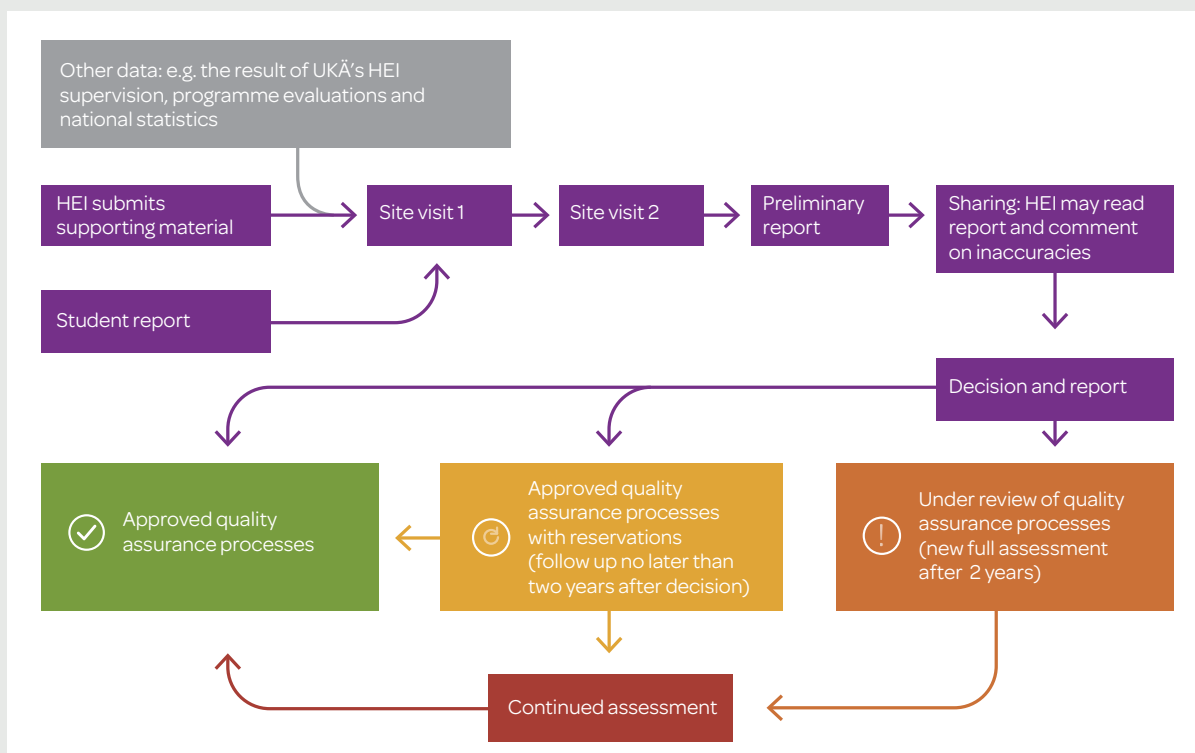 Other data: e.g. the result of UKÄ's HEI
supervision, programme evaluations and
national statistics
HEI submits
supporting material
Site visit 1
Site visit 2
Preliminary
report
Sharing: HEI may read
report and comment
on inaccuracies
Student report
Decision and report
Approved quality
assurance processes
Approved quality
assurance processes
with reservations
(follow up no later than
two years after decision)
Under review of quality
assurance processes
(new full assessment
after 2 years)
Continued assessment